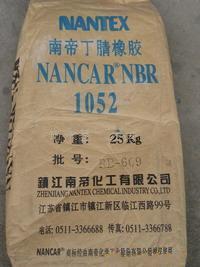 NANTEX
南帝丁腈橡胶
NANCAR®NBR
1052
净重: 25Kg
批号:
鎮江南帝化工有限公司
ZHENJIANG NANTEX CHEMICAL INDUSTRY CO.,LTD
江苏省镇江市镇江新区临江西路99号
电话:0511-3366688 传真:0511-3366788
NANCAR®